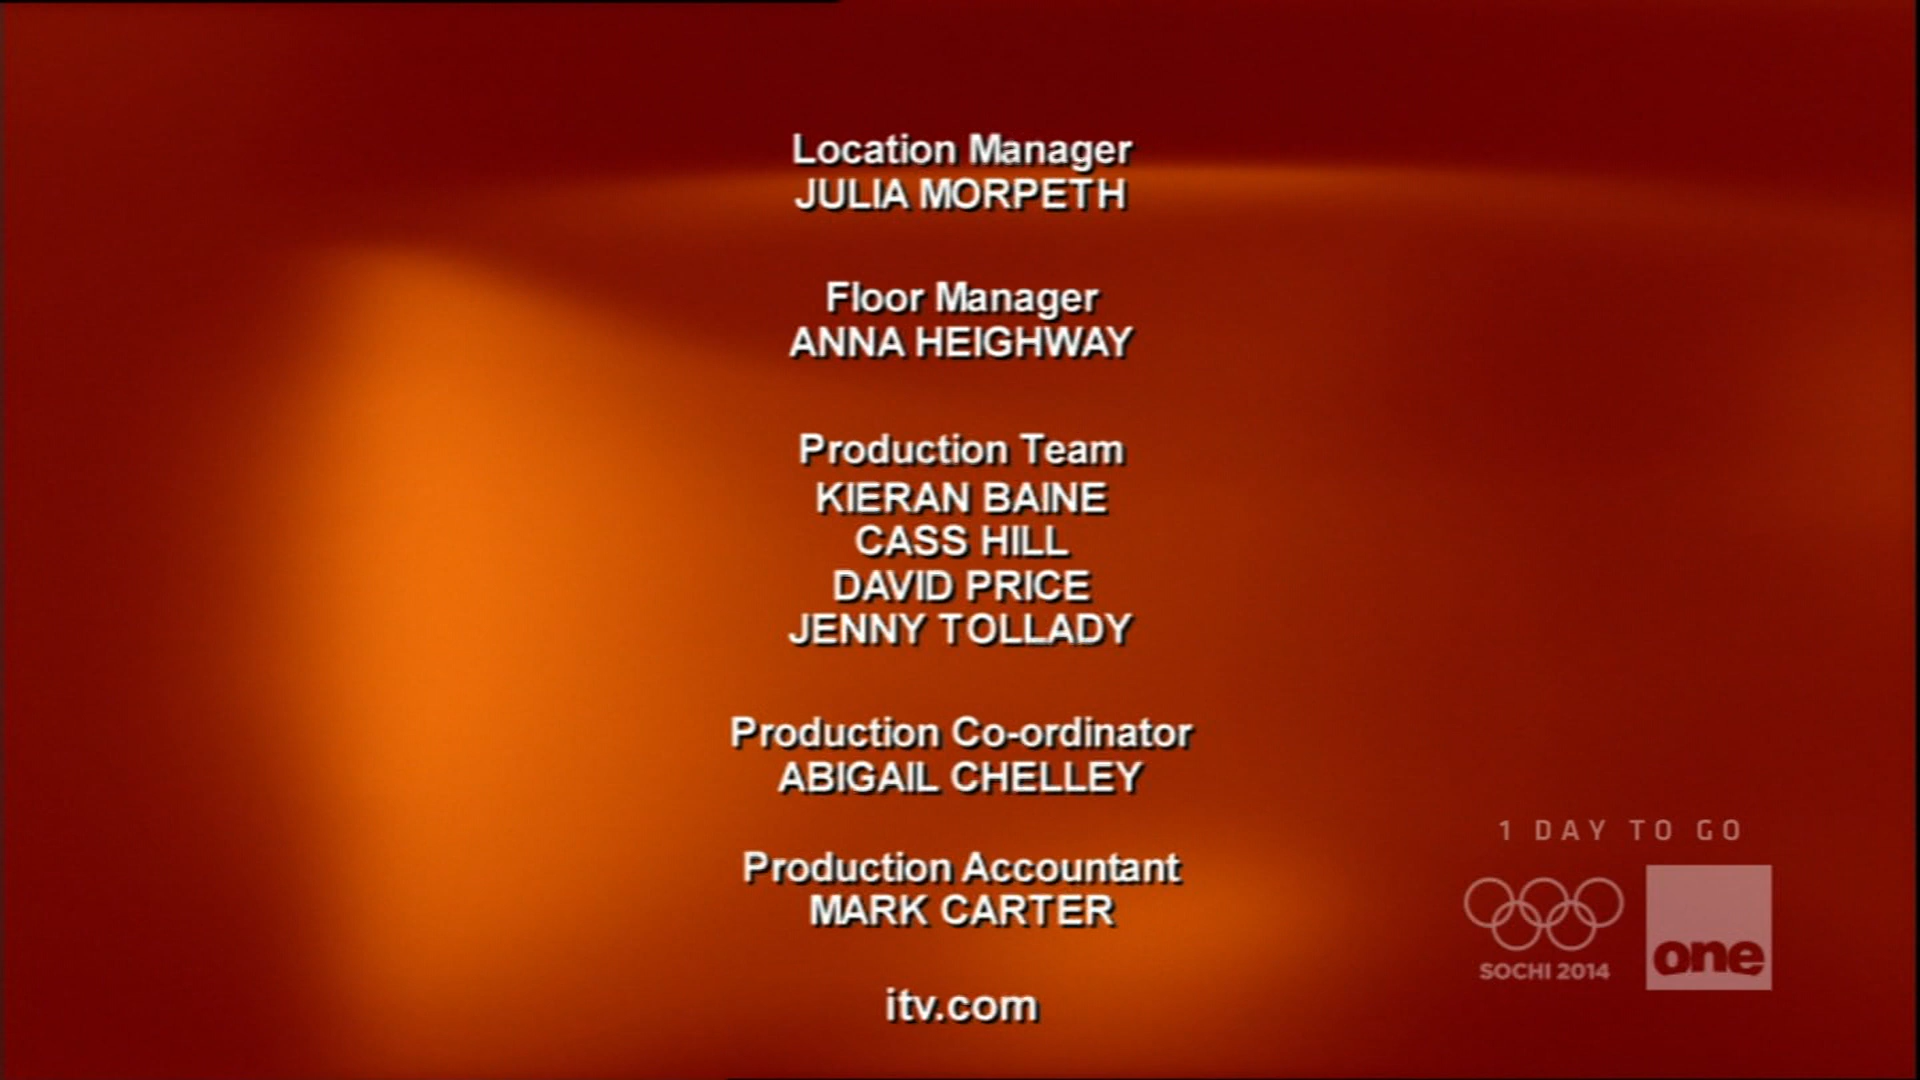 Location Manager
JULIA MORPETH
Floor Manager
ANNA HEIGHWAY
Production Team
KIERAN BAINE
CASS HILL
DAVID PRICE
JENNY TOLLADY
Production Co-ordinator
ABIGAIL CHELLEY
Production Accountant
MARK CARTER
itv.com
1 DAY TO GO
SOCHI 2014
one